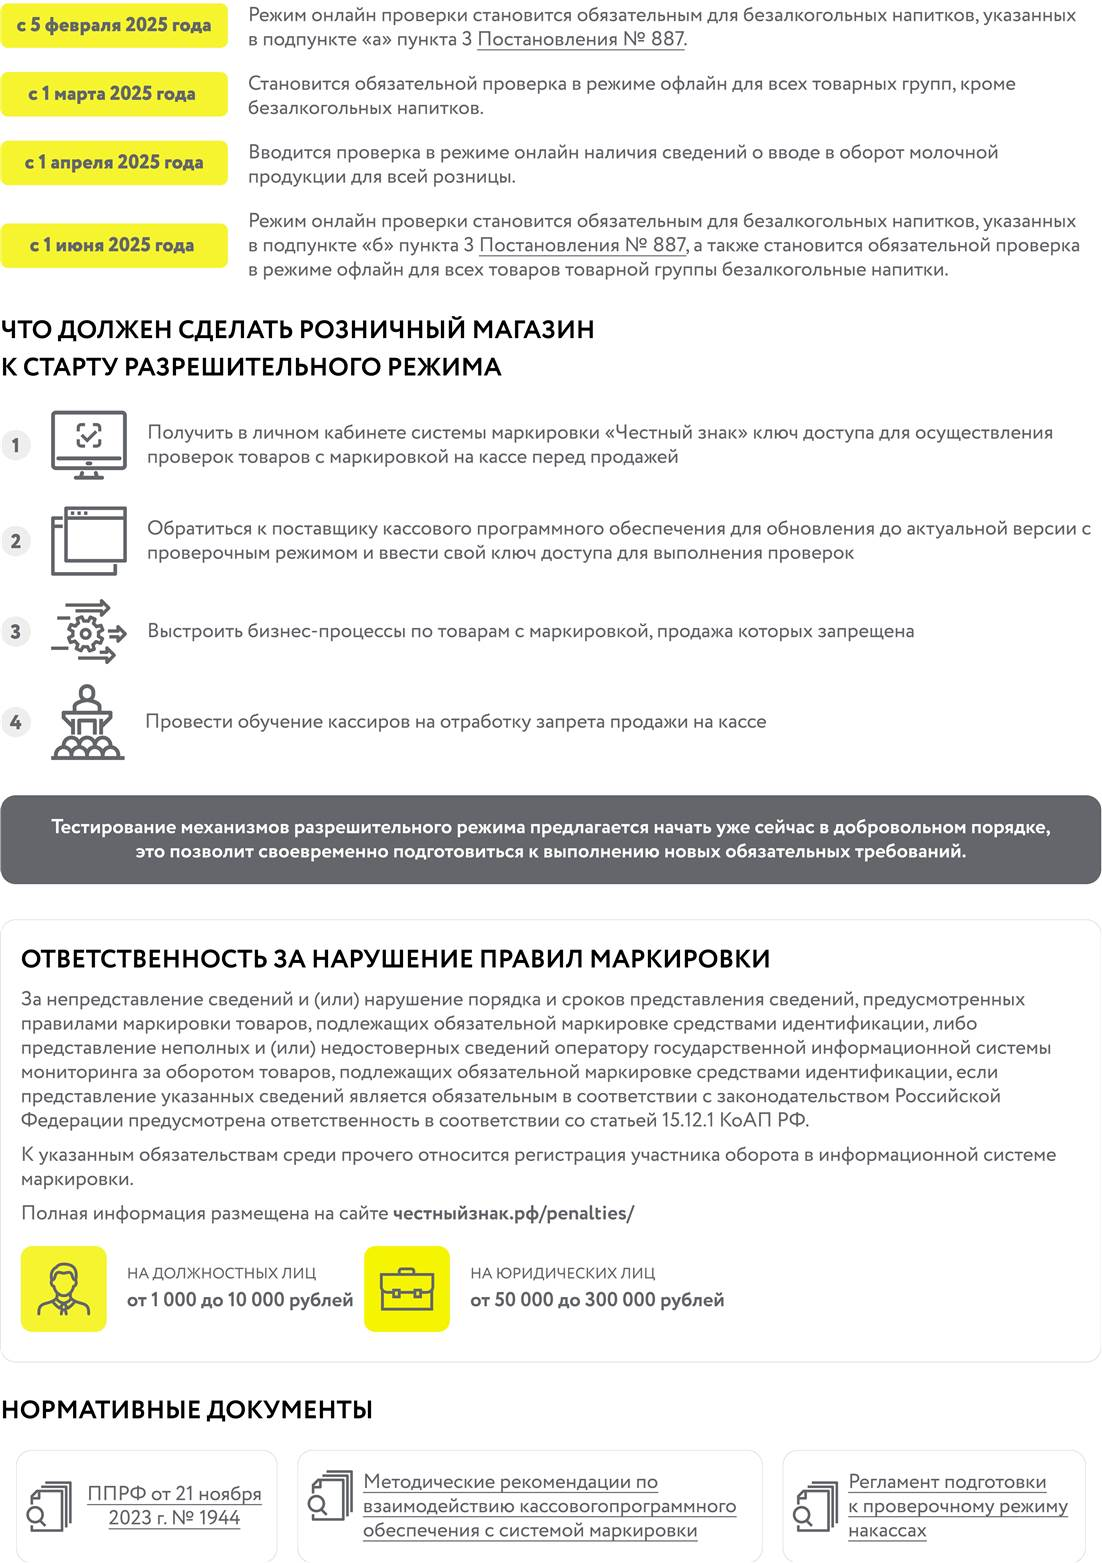 с 5 февраля 2025 года
Режим онлайн проверки становится обязательным для безалкогольных напитков, указанных
в подпункте «а» пункта 3 Постановления № 887.
с 1 марта 2025 года
Становится обязательной проверка в режиме офлайн для всех товарных групп, кроме
безалкогольных напитков.
с 1 апреля 2025 года
Вводится проверка в режиме онлайн наличия сведений о вводе в оборот молочной
продукции для всей розницы.
с 1 июня 2025 года
Режим онлайн проверки становится обязательным для безалкогольных напитков, указанных
в подпункте «б» пункта 3 Постановления № 887, а также становится обязательной проверка
в режиме офлайн для всех товаров товарной группы безалкогольные напитки.
ЧТО ДОЛЖЕН СДЕЛАТЬ РОЗНИЧНЫЙ МАГАЗИН
К СТАРТУ РАЗРЕШИТЕЛЬНОГО РЕЖИМА
1
Получить в личном кабинете системы маркировки «Честный знак» ключ доступа для осуществления
проверок товаров с маркировкой на кассе перед продажей
2
Обратиться к поставщику кассового программного обеспечения для обновления до актуальной версии с
проверочным режимом и ввести свой ключ доступа для выполнения проверок
3
Выстроить бизнес-процессы по товарам с маркировкой, продажа которых запрещена
4
Провести обучение кассиров на отработку запрета продажи на кассе
Тестирование механизмов разрешительного режима предлагается начать уже сейчас в добровольном порядке,
это позволит своевременно подготовиться к выполнению новых обязательных требований.
ОТВЕТСТВЕННОСТЬ ЗА НАРУШЕНИЕ ПРАВИЛ МАРКИРОВКИ
За непредставление сведений и (или) нарушение порядка и сроков представления сведений, предусмотренных
правилами маркировки товаров, подлежащих обязательной маркировке средствами идентификации, либо
представление неполных и (или) недостоверных сведений оператору государственной информационной системы
мониторинга за оборотом товаров, подлежащих обязательной маркировке средствами идентификации, если
представление указанных сведений является обязательным в соответствии с законодательством Российской
Федерации предусмотрена ответственность в соответствии со статьей 15.12.1 КоАП РФ.
К указанным обязательствам среди прочего относится регистрация участника оборота в информационной системе
маркировки.
Полная информация размещена на сайте честныйзнак.рф/penalties/
НА ДОЛЖНОСТНЫХ ЛИЦ
от 1 000 до 10 000 рублей
НА ЮРИДИЧЕСКИХ ЛИЦ
от 50 000 до 300 000 рублей
НОРМАТИВНЫЕ ДОКУМЕНТЫ
ППРФ от 21 ноября
2023 г. № 1944
Методические рекомендации по
взаимодействию кассовогопрограммного
обеспечения с системой маркировки
Регламент подготовки
к проверочному режиму
накассах